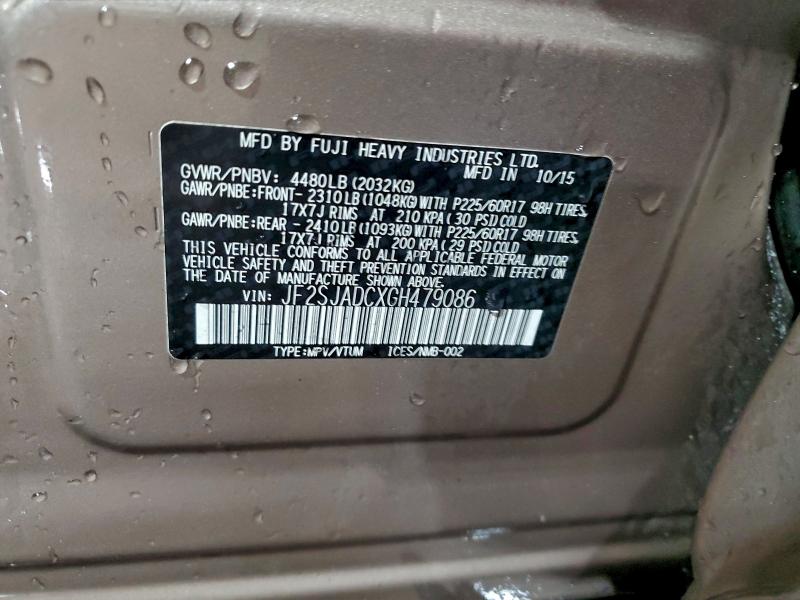 MFD BY FUJI HEAVY INDUSTRIES LTD.
MFD IN 10/15
GVWR/PNBV: 4480LB (2032KG)
GAWR/PNBE:FRONT- 2310LB (1048KG) WITH P225/60R17 98H TIRES,
17X7J RIMS AT 210 KPA (30 PSI) COLD
GAWR/PNBE:REAR - 2410LB (1093KG) WITH P225/60R17 98H TIRES,
17X7J RIMS AT 200 KPA (29 PSI) COLD
THIS VEHICLE CONFORMS TO ALL APPLICABLE FEDERAL MOTOR
VEHICLE SAFETY AND THEFT PREVENTION STANDARDS IN EFFECT ON
THE DATE OF MANUFACTURE SHOWN ABOVE.
VIN: JF2SJADCXGH479086
TYPE:MPV/VTUM ICES/NMB-002